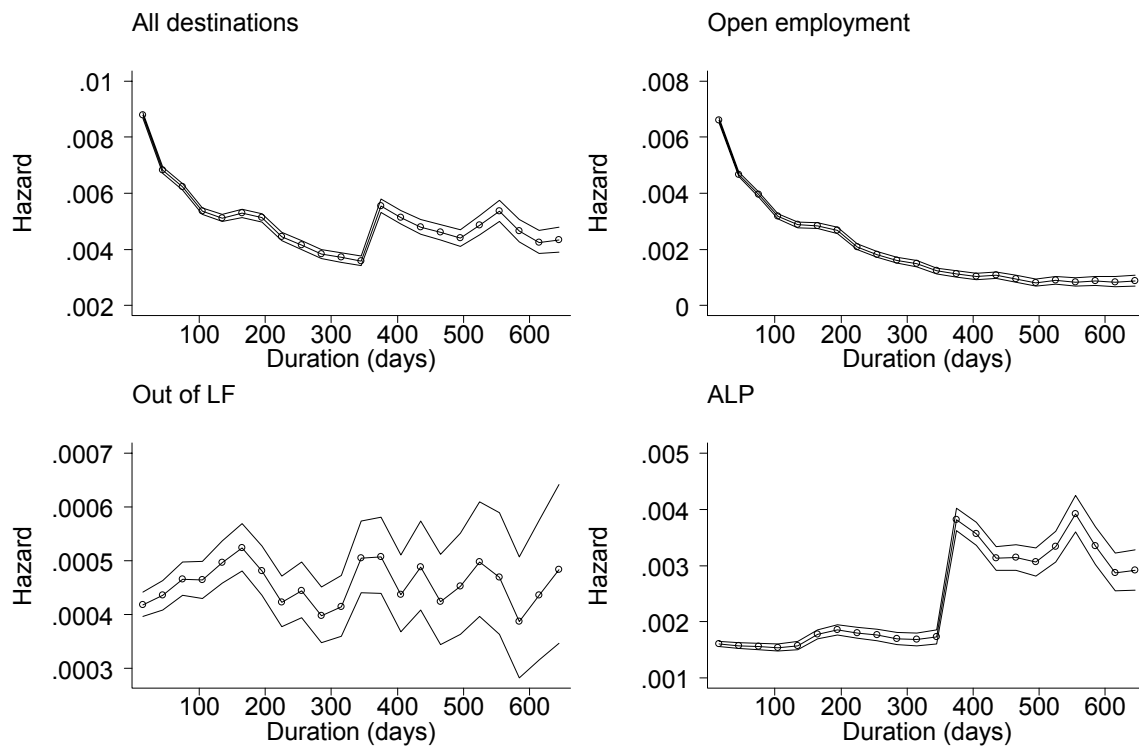 All destinations
Hazard
.01
.008
.006
.004
.002
100 200 300 400 500 600
Duration (days)
Open employment
Hazard
.008
.006
.004
.002
0
100 200 300 400 500 600
Duration (days)
Out of LF
Hazard
.0007
.0006
.0005
.0004
.0003
100 200 300 400 500 600
Duration (days)
ALP
Hazard
.005
.004
.003
.002
.001
100 200 300 400 500 600
Duration (days)